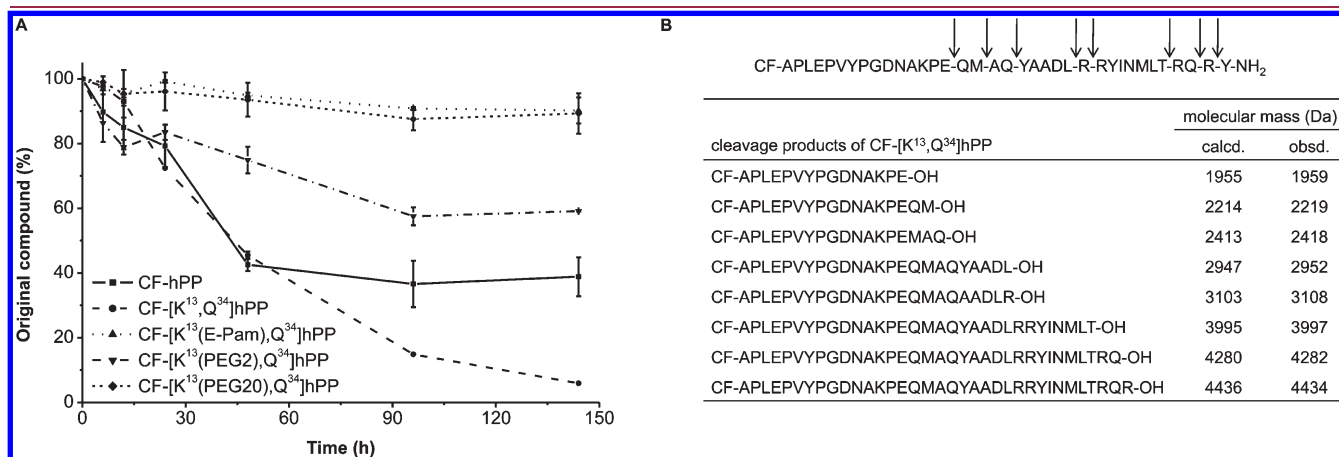 A
Original compound (%)
100
80
60
40
20
0
CF-hPP
CF-[K13,Q34]hPP
CF-[K13(E-Pam),Q34]hPP
CF-[K13(PEG2),Q34]hPP
CF-[K13(PEG20),Q34]hPP
0 30 60 90 120 150
Time (h)
B
CF-APLEPVYPGDNAKPE-QM-AQ-YAADL-R-RYINMLT-RQ-R-Y-NH2
molecular mass (Da)
cleavage products of CF-[K13,Q34]hPP calcd. obsd.
CF-APLEPVYPGDNAKPE-OH 1955 1959
CF-APLEPVYPGDNAKPEQM-OH 2214 2219
CF-APLEPVYPGDNAKPEMAQ-OH 2413 2418
CF-APLEPVYPGDNAKPEQMAQYAADL-OH 2947 2952
CF-APLEPVYPGDNAKPEQMAQAADLR-OH 3103 3108
CF-APLEPVYPGDNAKPEQMAQYAADLRRYINMLT-OH 3995 3997
CF-APLEPVYPGDNAKPEQMAQYAADLRRYINMLTRQ-OH 4280 4282
CF-APLEPVYPGDNAKPEQMAQYAADLRRYINMLTRQR-OH 4436 4434